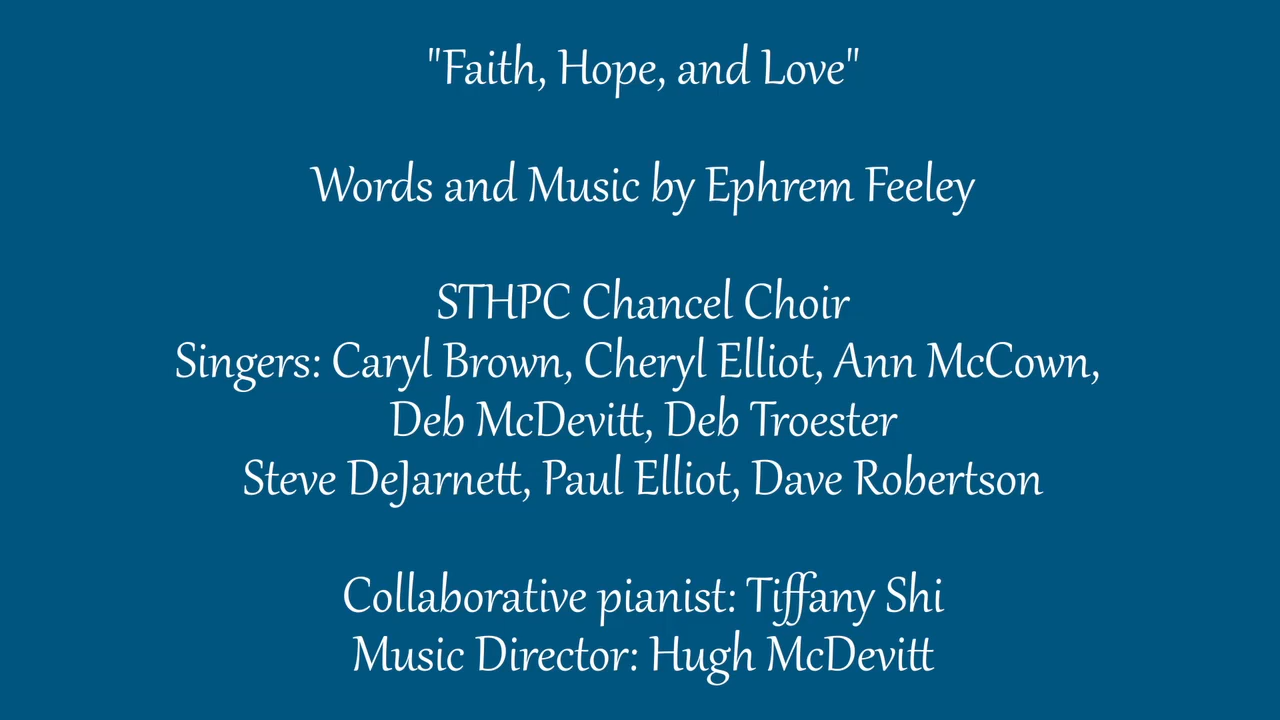 "Faith, Hope, and Love"
Words and Music by Ephrem Feeley
STHPC Chancel Choir
Singers: Caryl Brown, Cheryl Elliot, Ann McCown,
Deb McDevitt, Deb Troester
Steve DeJarnett, Paul Elliot, Dave Robertson
Collaborative pianist: Tiffany Shi
Music Director: Hugh McDevitt